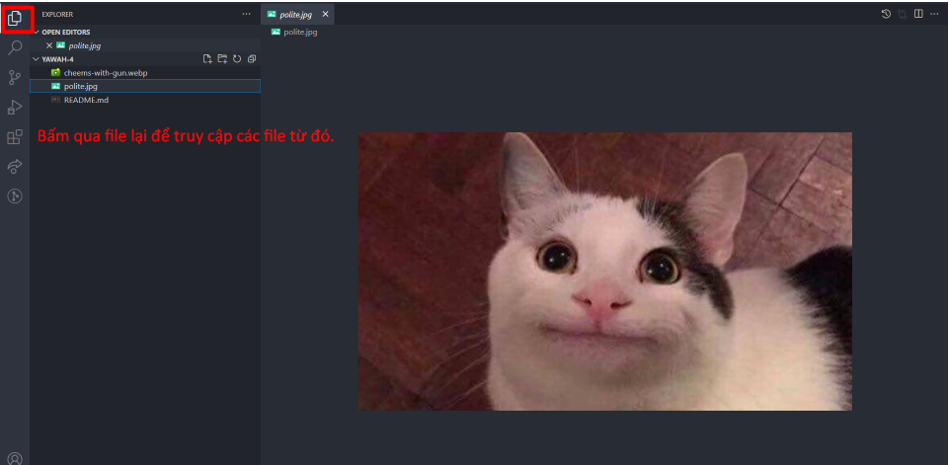 EXPLORER
polite.jpg
OPEN EDITORS
polite.jpg
polite.jpg
YAWAH-4
cheems-with-gun.webp
polite.jpg
README.md
Bấm qua file lại để truy cập các file từ đó.